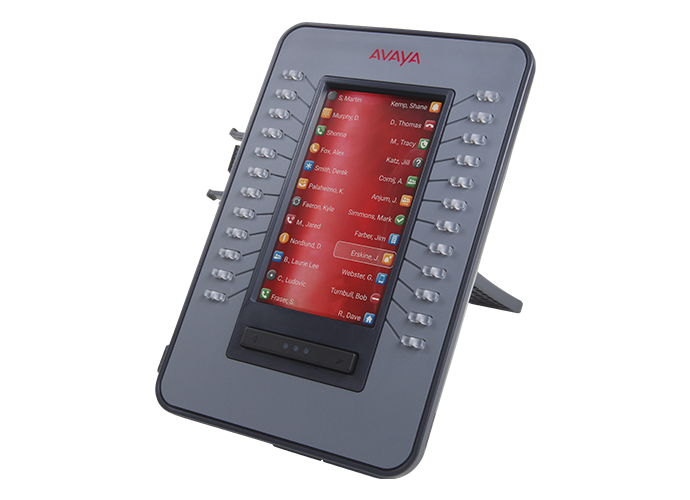 AVAYA
S, Martin
Kemp, Shane
Murphy, D
D., Thomas
Shonna
M., Tracy
Fox, Alex
Katz, Jill
Smith, Derek
Cornij, A.
Palaheimo, K.
Anjum, J.
Faeron, Kyle
Simmons, Mark
M., Jared
Farber, Jim
Nordlund, D
Erskine, J.
B., Laurie Lee
Webster, G.
C., Ludovic
Turnbull, Bob
Fraser, S.
R., Dave